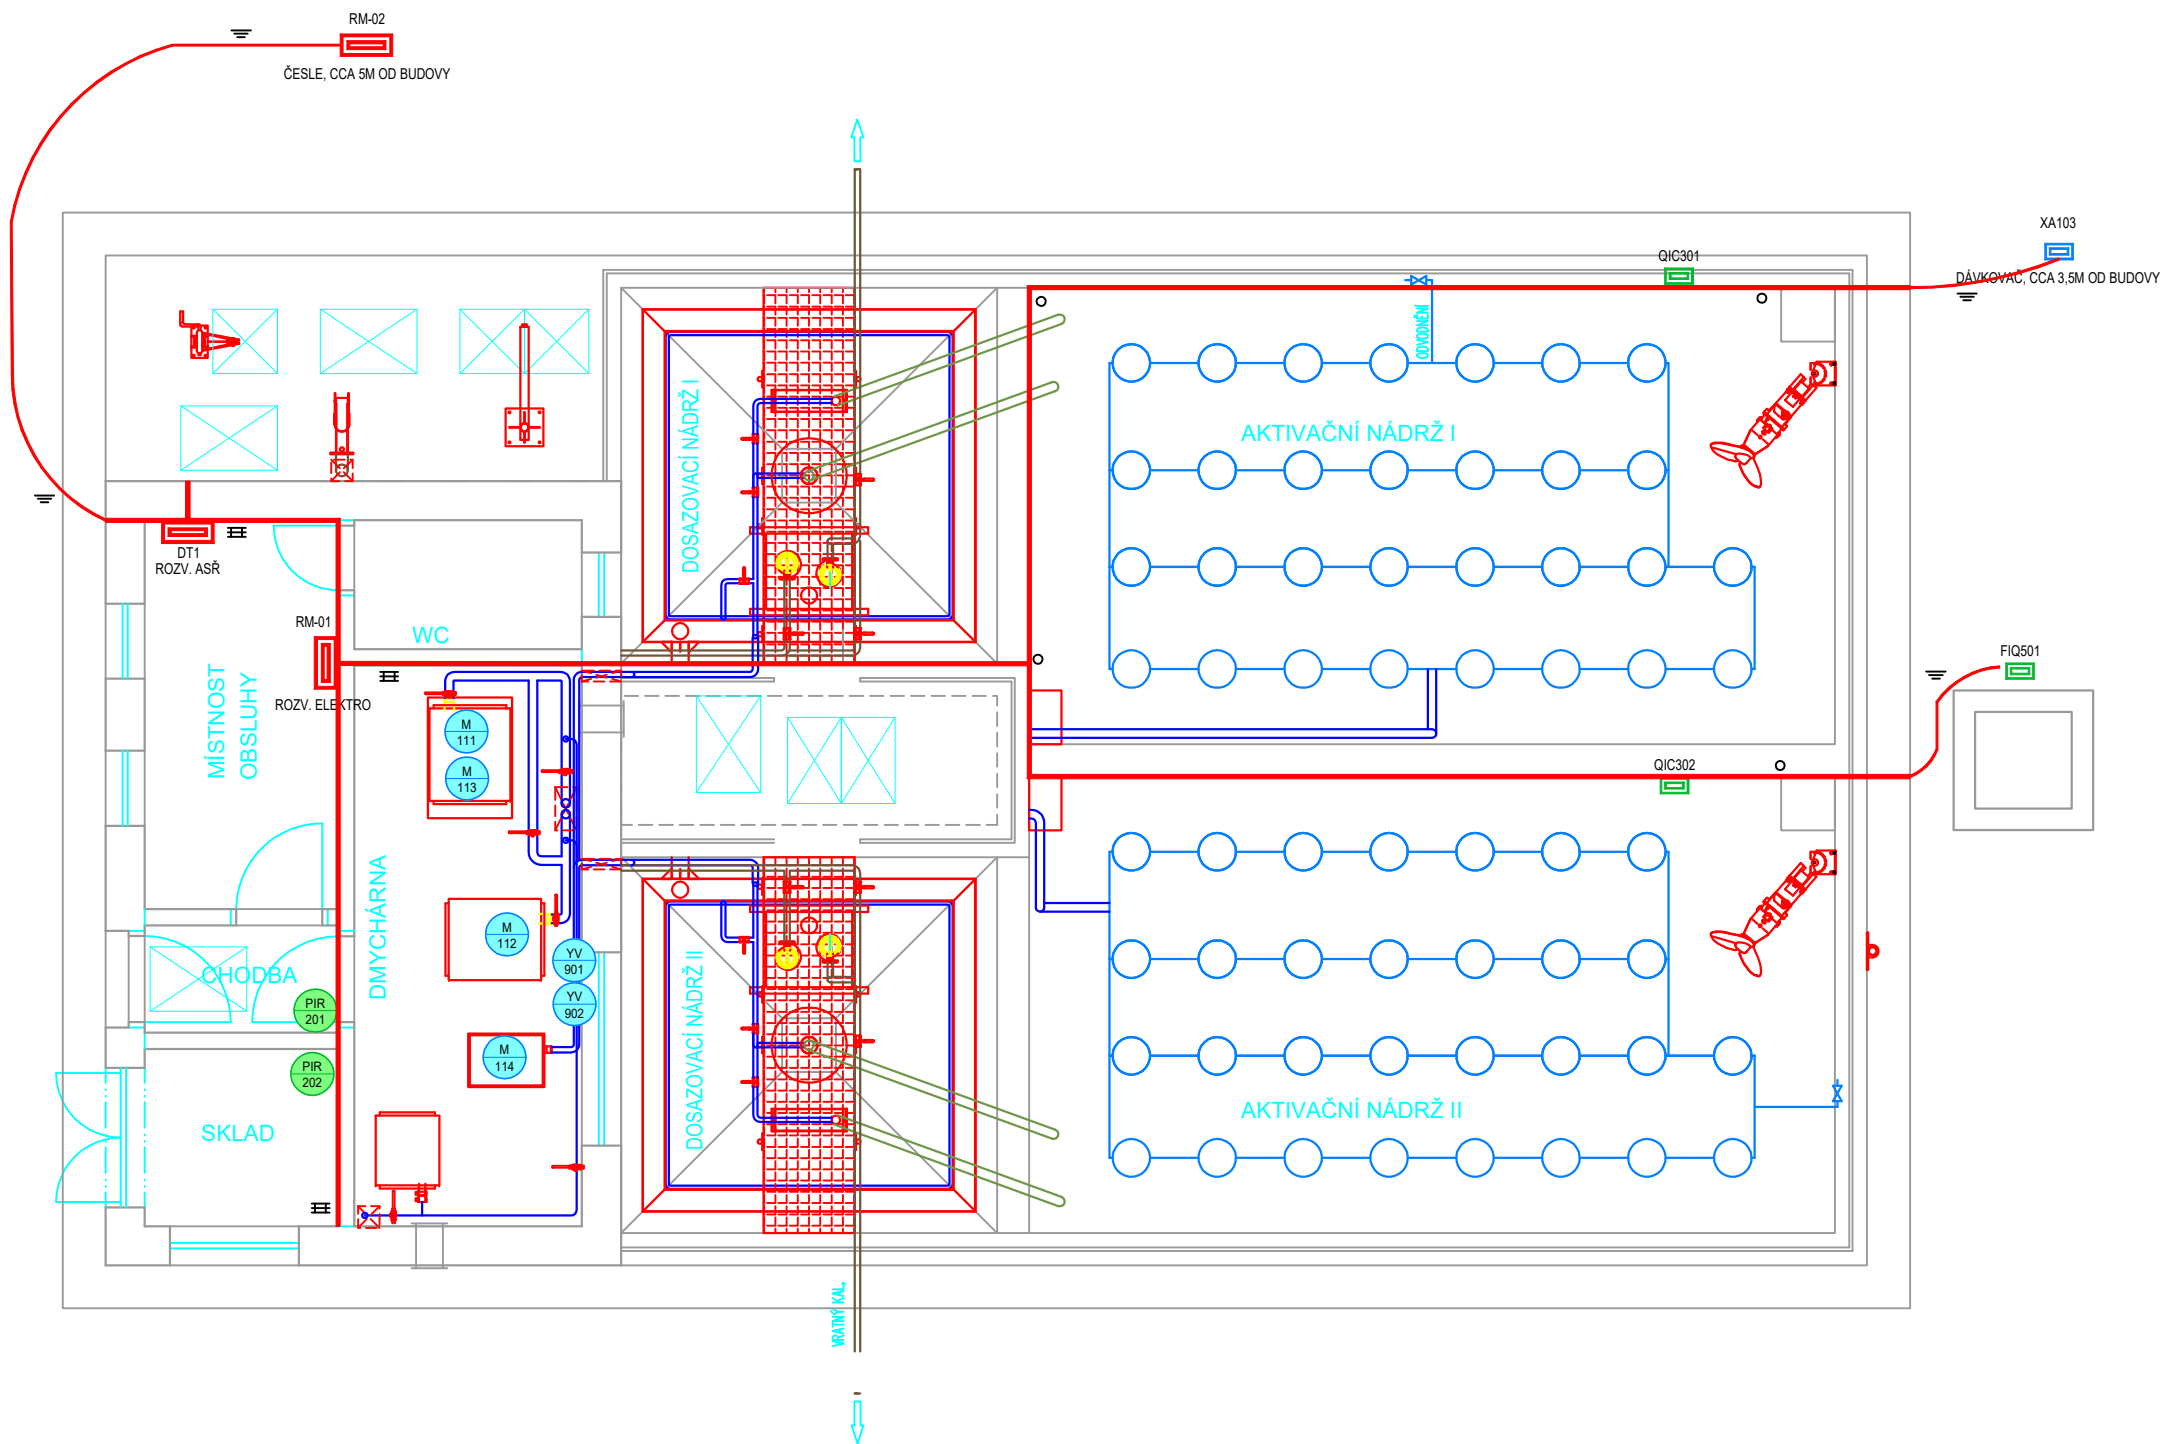 RM-02
ČESLE, CCA 5M OD BUDOVY
XA103
DÁVKOVAČ, CCA 3,5M OD BUDOVY
QIC301
ODVODNĚNÍ
DOSAZOVACÍ NÁDRŽ I
AKTIVAČNÍ NÁDRŽ I
DT1
ROZV. ASŘ
RM-01
ROZV. ELEKTRO
WC
MÍSTNOST
OBSLUHY
FIQ501
M
111
M
113
QIC302
DMYCHÁRNA
M
112
YV
901
YV
902
CHODBA
PIR
201
M
114
PIR
202
SKLAD
DOSAZOVACÍ NÁDRŽ II
AKTIVAČNÍ NÁDRŽ II
VRATNÝ KAL,